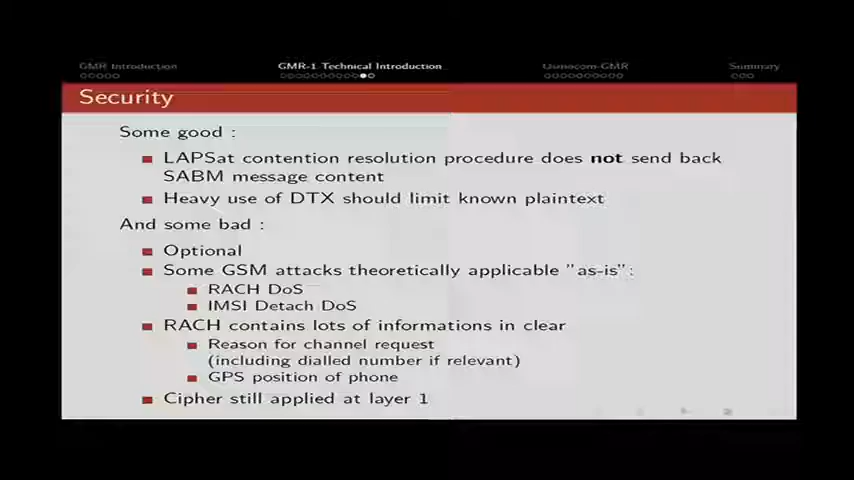 GMR Introduction
GMR-1 Technical Introduction
Osmocom-GMR
Summary
Security
Some good :
LAPSat contention resolution procedure does not send back
SABM message content
Heavy use of DTX should limit known plaintext
And some bad :
Optional
Some GSM attacks theoretically applicable "as-is":
RACH DoS
IMSI Detach DoS
RACH contains lots of informations in clear
Reason for channel request
(including dialled number if relevant)
GPS position of phone
Cipher still applied at layer 1